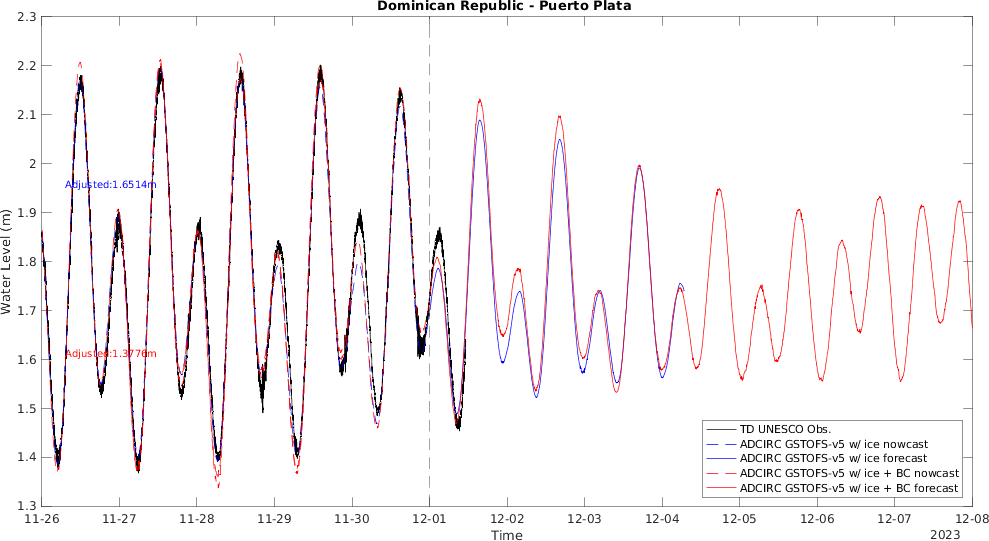 Dominican Republic - Puerto Plata
2.3
2.2
2.1
2
1.9
1.8
1.7
1.6
1.5
1.4
1.3
Water Level (m)
Adjusted:1.6514m
Adjusted:1.3776m
TD UNESCO Obs.
ADCIRC GSTOFS-v5 w/ ice nowcast
ADCIRC GSTOFS-v5 w/ ice forecast
ADCIRC GSTOFS-v5 w/ ice + BC nowcast
ADCIRC GSTOFS-v5 w/ ice + BC forecast
11-26 11-27 11-28 11-29 11-30 12-01 12-02 12-03 12-04 12-05 12-06 12-07 12-08
Time
2023